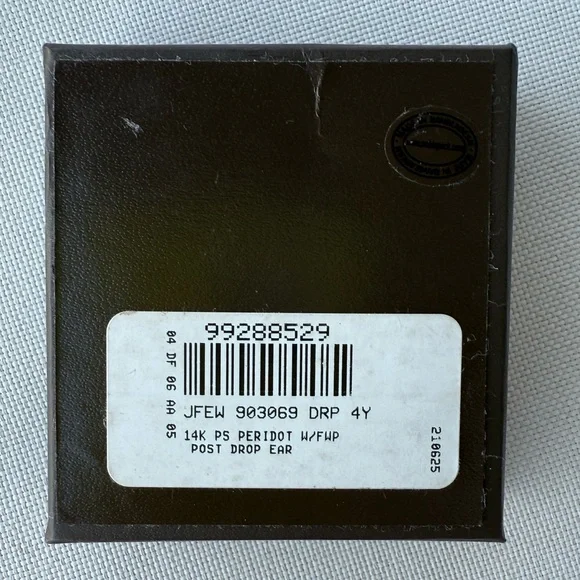 99288529
04 DF 06 AA 05
JFEW 903069 DRP 4Y
14K PS PERIDOT W/FWP
POST DROP EAR
210625